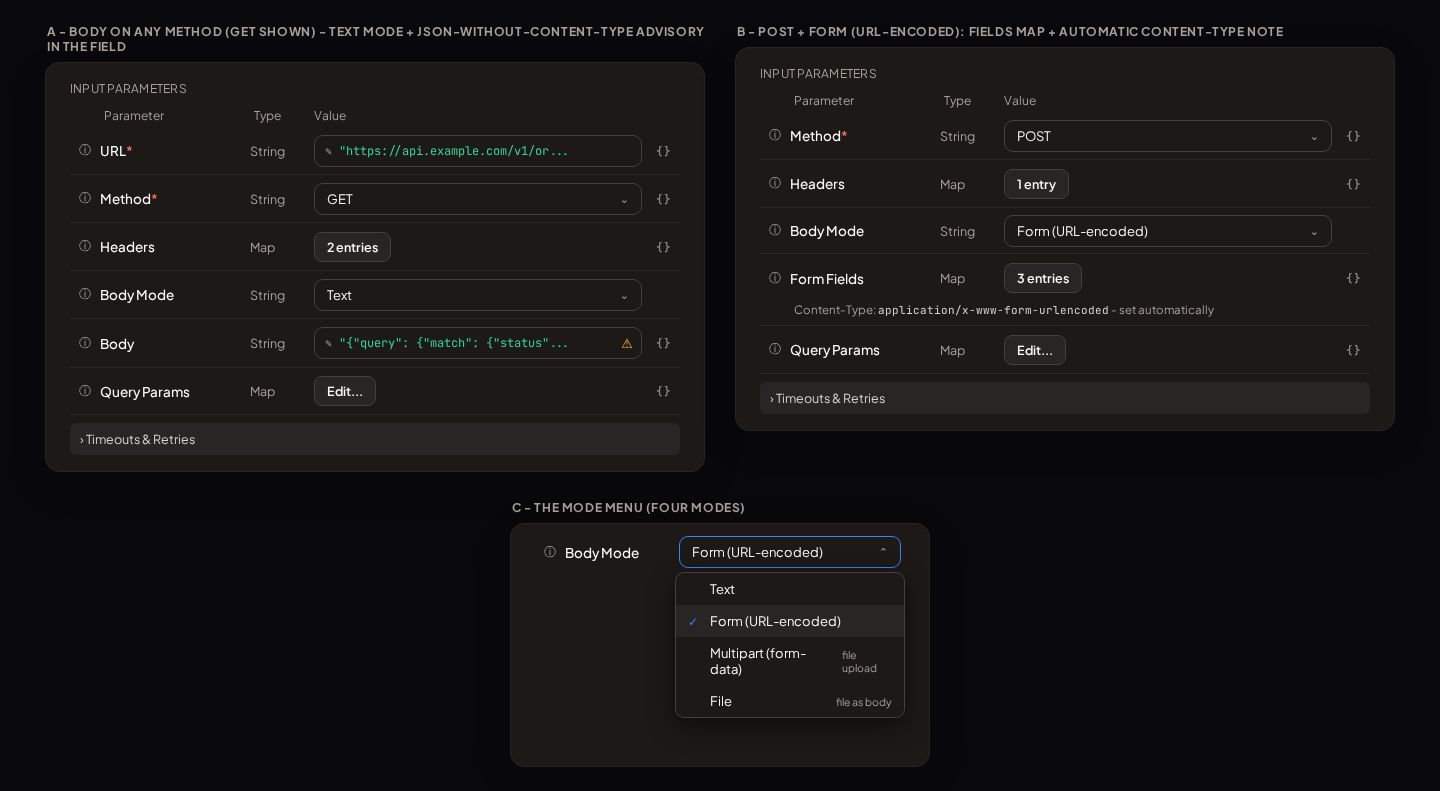 A – BODY ON ANY METHOD (GET SHOWN) – TEXT MODE + JSON-WITHOUT-CONTENT-TYPE ADVISORY
IN THE FIELD
INPUT PARAMETERS
Parameter Type Value
ⓘ URL* String ✎ "https://api.example.com/v1/or... {}
ⓘ Method* String GET {}
ⓘ Headers Map 2 entries {}
ⓘ Body Mode String Text
ⓘ Body String ✎ "{"query": {"match": {"status"... ⚠ {}
ⓘ Query Params Map Edit... {}
› Timeouts & Retries
B – POST + FORM (URL-ENCODED): FIELDS MAP + AUTOMATIC CONTENT-TYPE NOTE
INPUT PARAMETERS
Parameter Type Value
ⓘ Method* String POST {}
ⓘ Headers Map 1 entry {}
ⓘ Body Mode String Form (URL-encoded)
ⓘ Form Fields Map 3 entries {}
Content-Type: application/x-www-form-urlencoded – set automatically
ⓘ Query Params Map Edit... {}
› Timeouts & Retries
C – THE MODE MENU (FOUR MODES)
ⓘ Body Mode Form (URL-encoded)
Text
✓ Form (URL-encoded)
Multipart (form-
data)
file
upload
File file as body